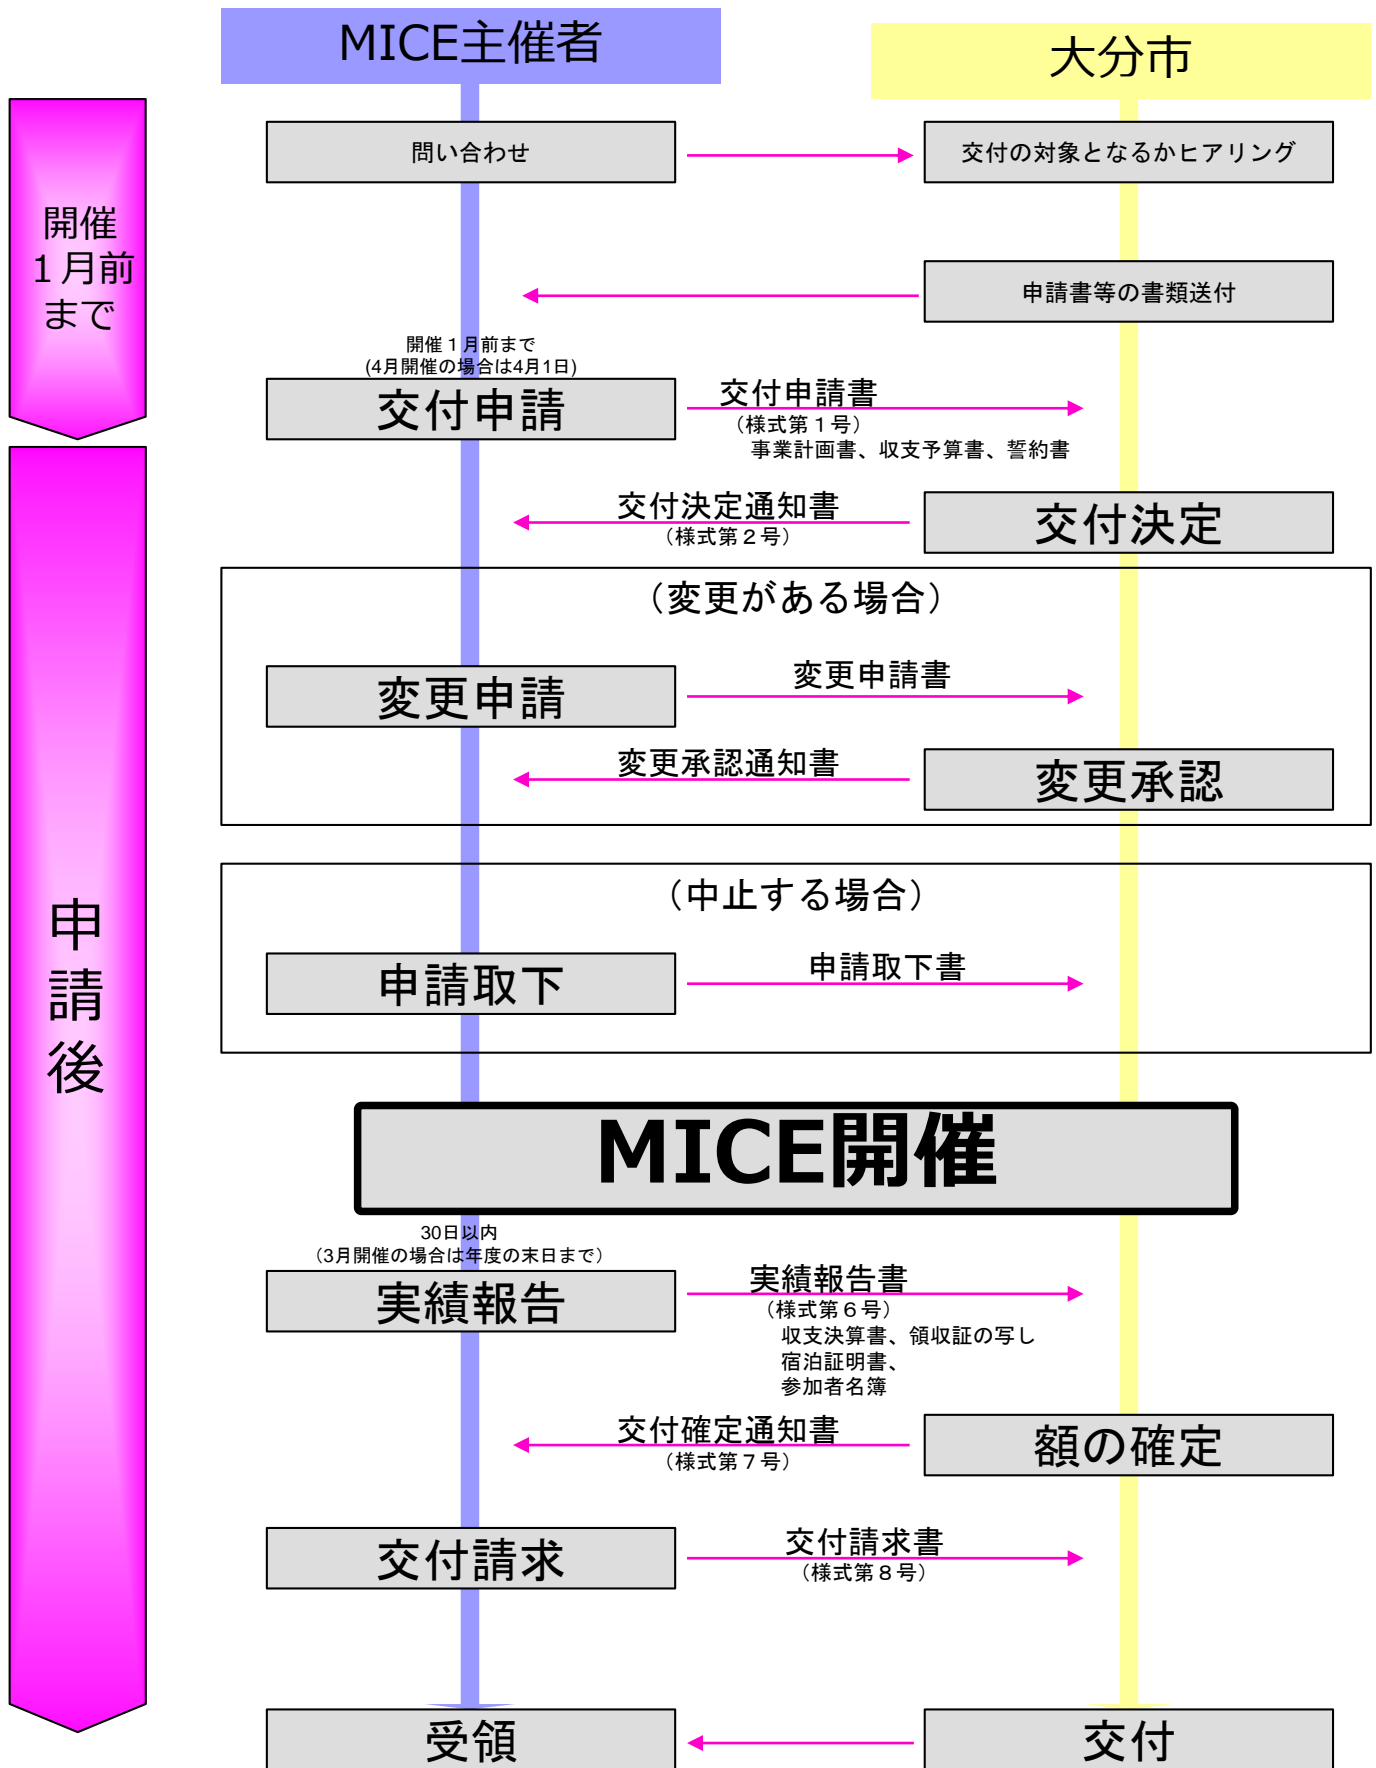 MICE主催者
大分市
開催
１月前
まで
問い合わせ
交付の対象となるかヒアリング
申請書等の書類送付
開催１月前まで
(4月開催の場合は4月1日)
交付申請
交付申請書
（様式第１号）
事業計画書、収支予算書、誓約書
申
請
後
交付決定通知書
（様式第２号）
交付決定
（変更がある場合）
変更申請
変更申請書
変更承認通知書
変更承認
（中止する場合）
申請取下
申請取下書
MICE開催
30日以内
（3月開催の場合は年度の末日まで）
実績報告
実績報告書
（様式第６号）
収支決算書、領収証の写し
宿泊証明書、
参加者名簿
交付確定通知書
（様式第７号）
額の確定
交付請求
交付請求書
（様式第８号）
受領
交付